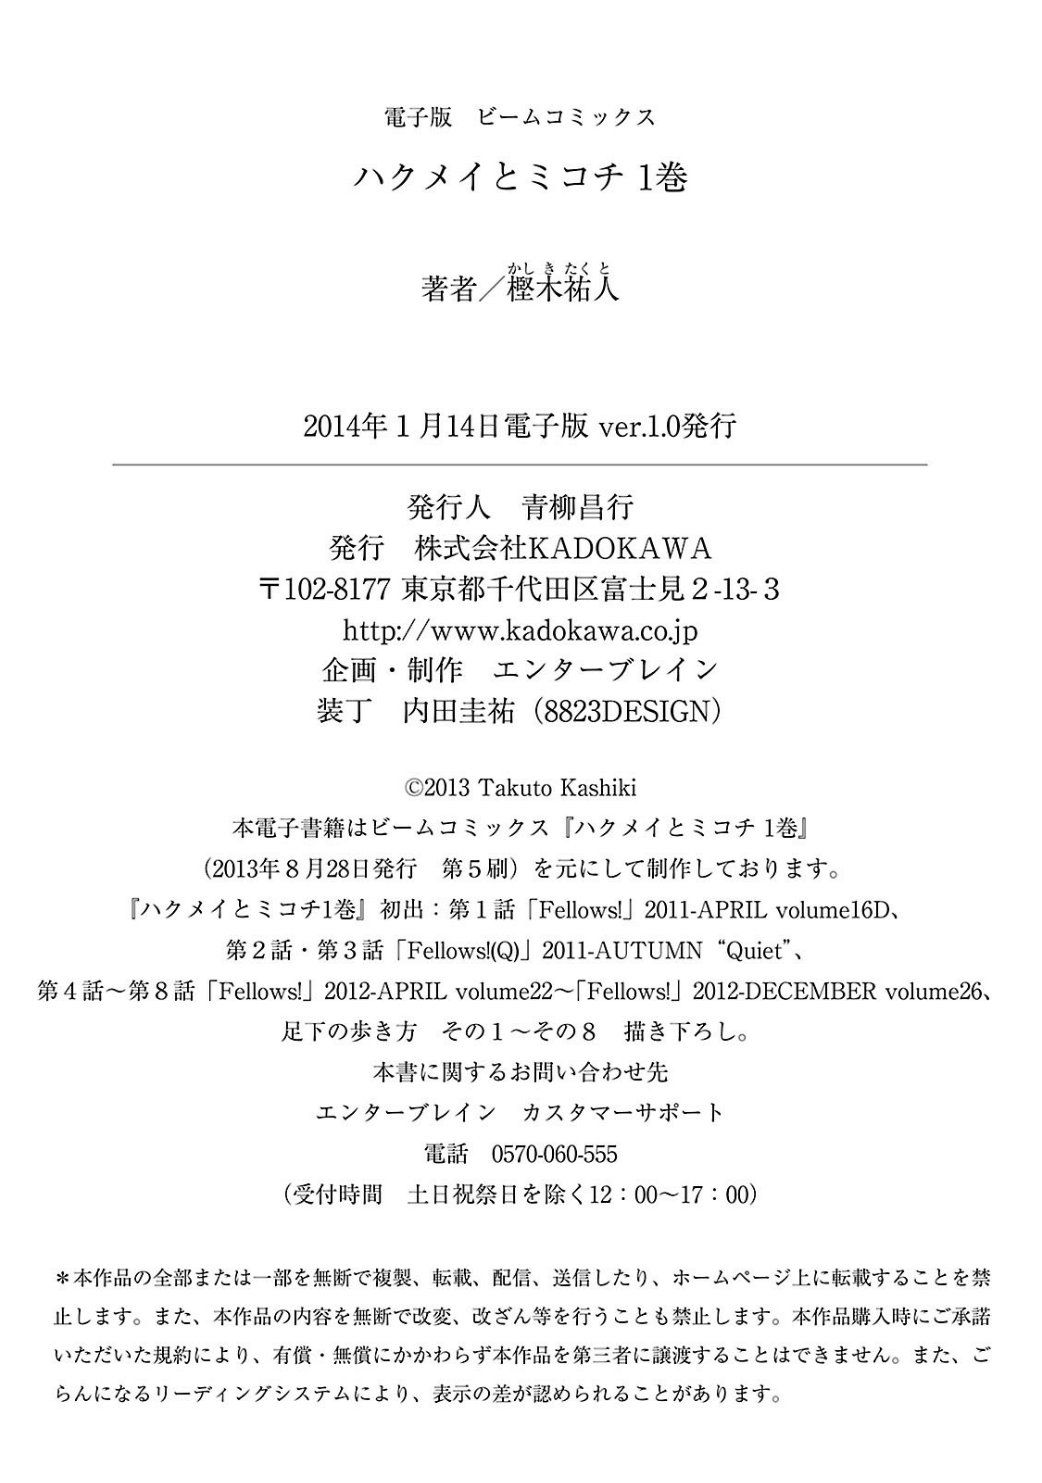 電子版　ビームコミックス
ハクメイとミコチ 1巻
かし き たく と
著者／樫木祐人
2014年１月14日電子版 ver.1.0発行
発行人　青柳昌行
発行　株式会社KADOKAWA
〒102-8177 東京都千代田区富士見２-13-３
http://www.kadokawa.co.jp
企画・制作　エンターブレイン
装丁　内田圭祐（8823DESIGN）
©2013 Takuto Kashiki
本電子書籍はビームコミックス『ハクメイとミコチ 1巻』
（2013年８月28日発行　第５刷）を元にして制作しております。
『ハクメイとミコチ1巻』初出：第１話「Fellows!」2011-APRIL volume16D、
第２話・第３話「Fellows!(Q)」2011-AUTUMN “Quiet”、
第４話〜第８話「Fellows!」2012-APRIL volume22〜「Fellows!」2012-DECEMBER volume26、
足下の歩き方　その１〜その８　描き下ろし。
本書に関するお問い合わせ先
エンターブレイン　カスタマーサポート
電話　0570-060-555
（受付時間　土日祝祭日を除く12：00〜17：00）
＊本作品の全部または一部を無断で複製、転載、配信、送信したり、ホームページ上に転載することを禁
止します。また、本作品の内容を無断で改変、改ざん等を行うことも禁止します。本作品購入時にご承諾
いただいた規約により、有償・無償にかかわらず本作品を第三者に譲渡することはできません。また、ご
らんになるリーディングシステムにより、表示の差が認められることがあります。